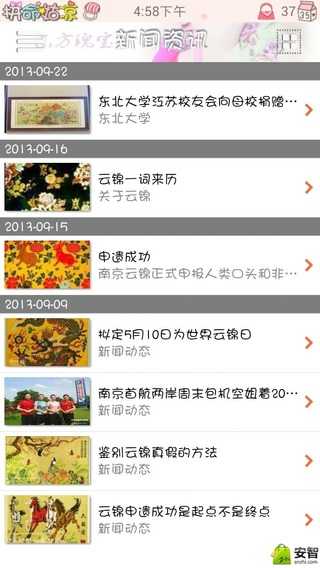 拼命姑凉
4:58下午
37
东方瑰宝新闻资讯
2013-09-22
东北大学江苏校友会向母校捐赠...
东北大学
2013-09-16
云锦一词来历
关于云锦
2013-09-15
申遗成功
南京云锦正式申报人类口头和非...
2013-09-09
拟定5月10日为世界云锦日
新闻动态
南京首航两岸周末包机空姐着20...
新闻动态
鉴别云锦真假的方法
新闻动态
云锦申遗成功是起点不是终点
新闻动态
安智
anzhi.com